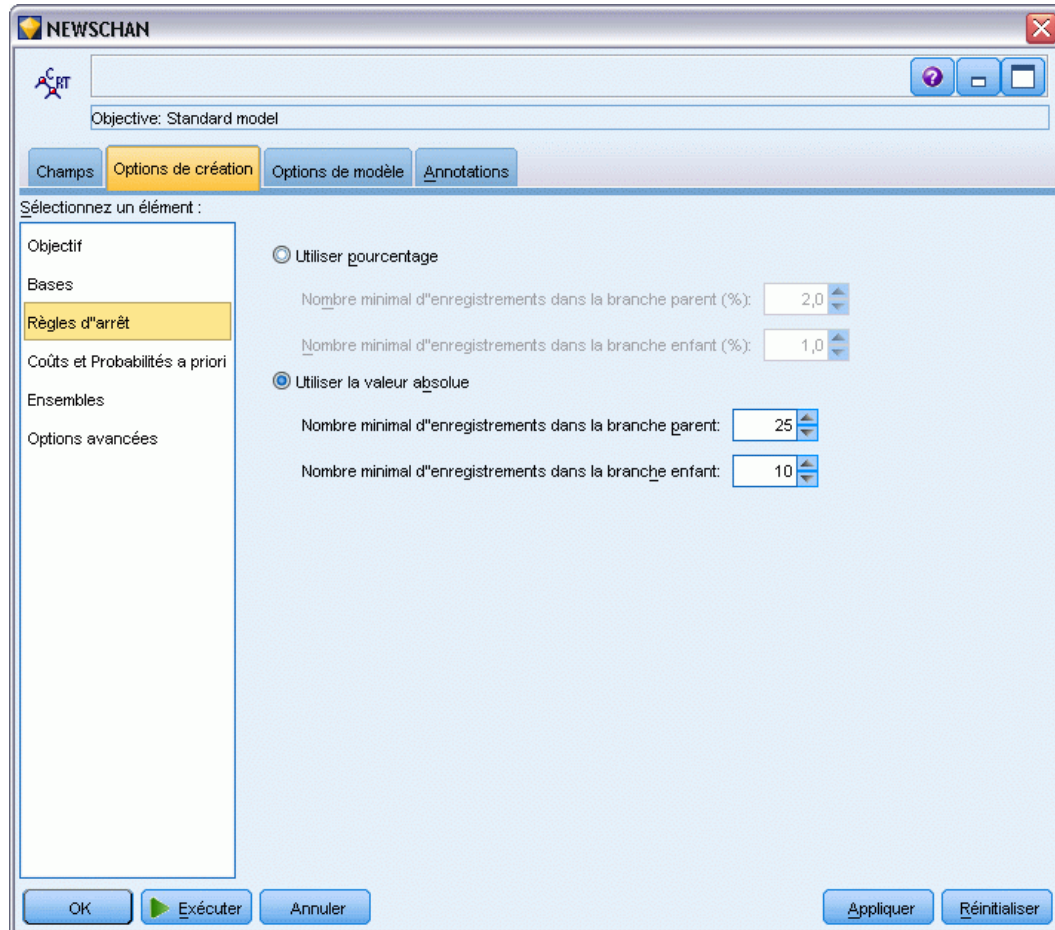 NEWSCHAN
CRT
Objective: Standard model
Champs Options de création Options de modèle Annotations
Sélectionnez un élément :
Objectif
Bases
Règles d''arrêt
Coûts et Probabilités a priori
Ensembles
Options avancées
Utiliser pourcentage
Nombre minimal d''enregistrements dans la branche parent (%): 2,0
Nombre minimal d''enregistrements dans la branche enfant (%): 1,0
Utiliser la valeur absolue
Nombre minimal d''enregistrements dans la branche parent: 25
Nombre minimal d''enregistrements dans la branche enfant: 10
OK Exécuter Annuler Appliquer Réinitialiser